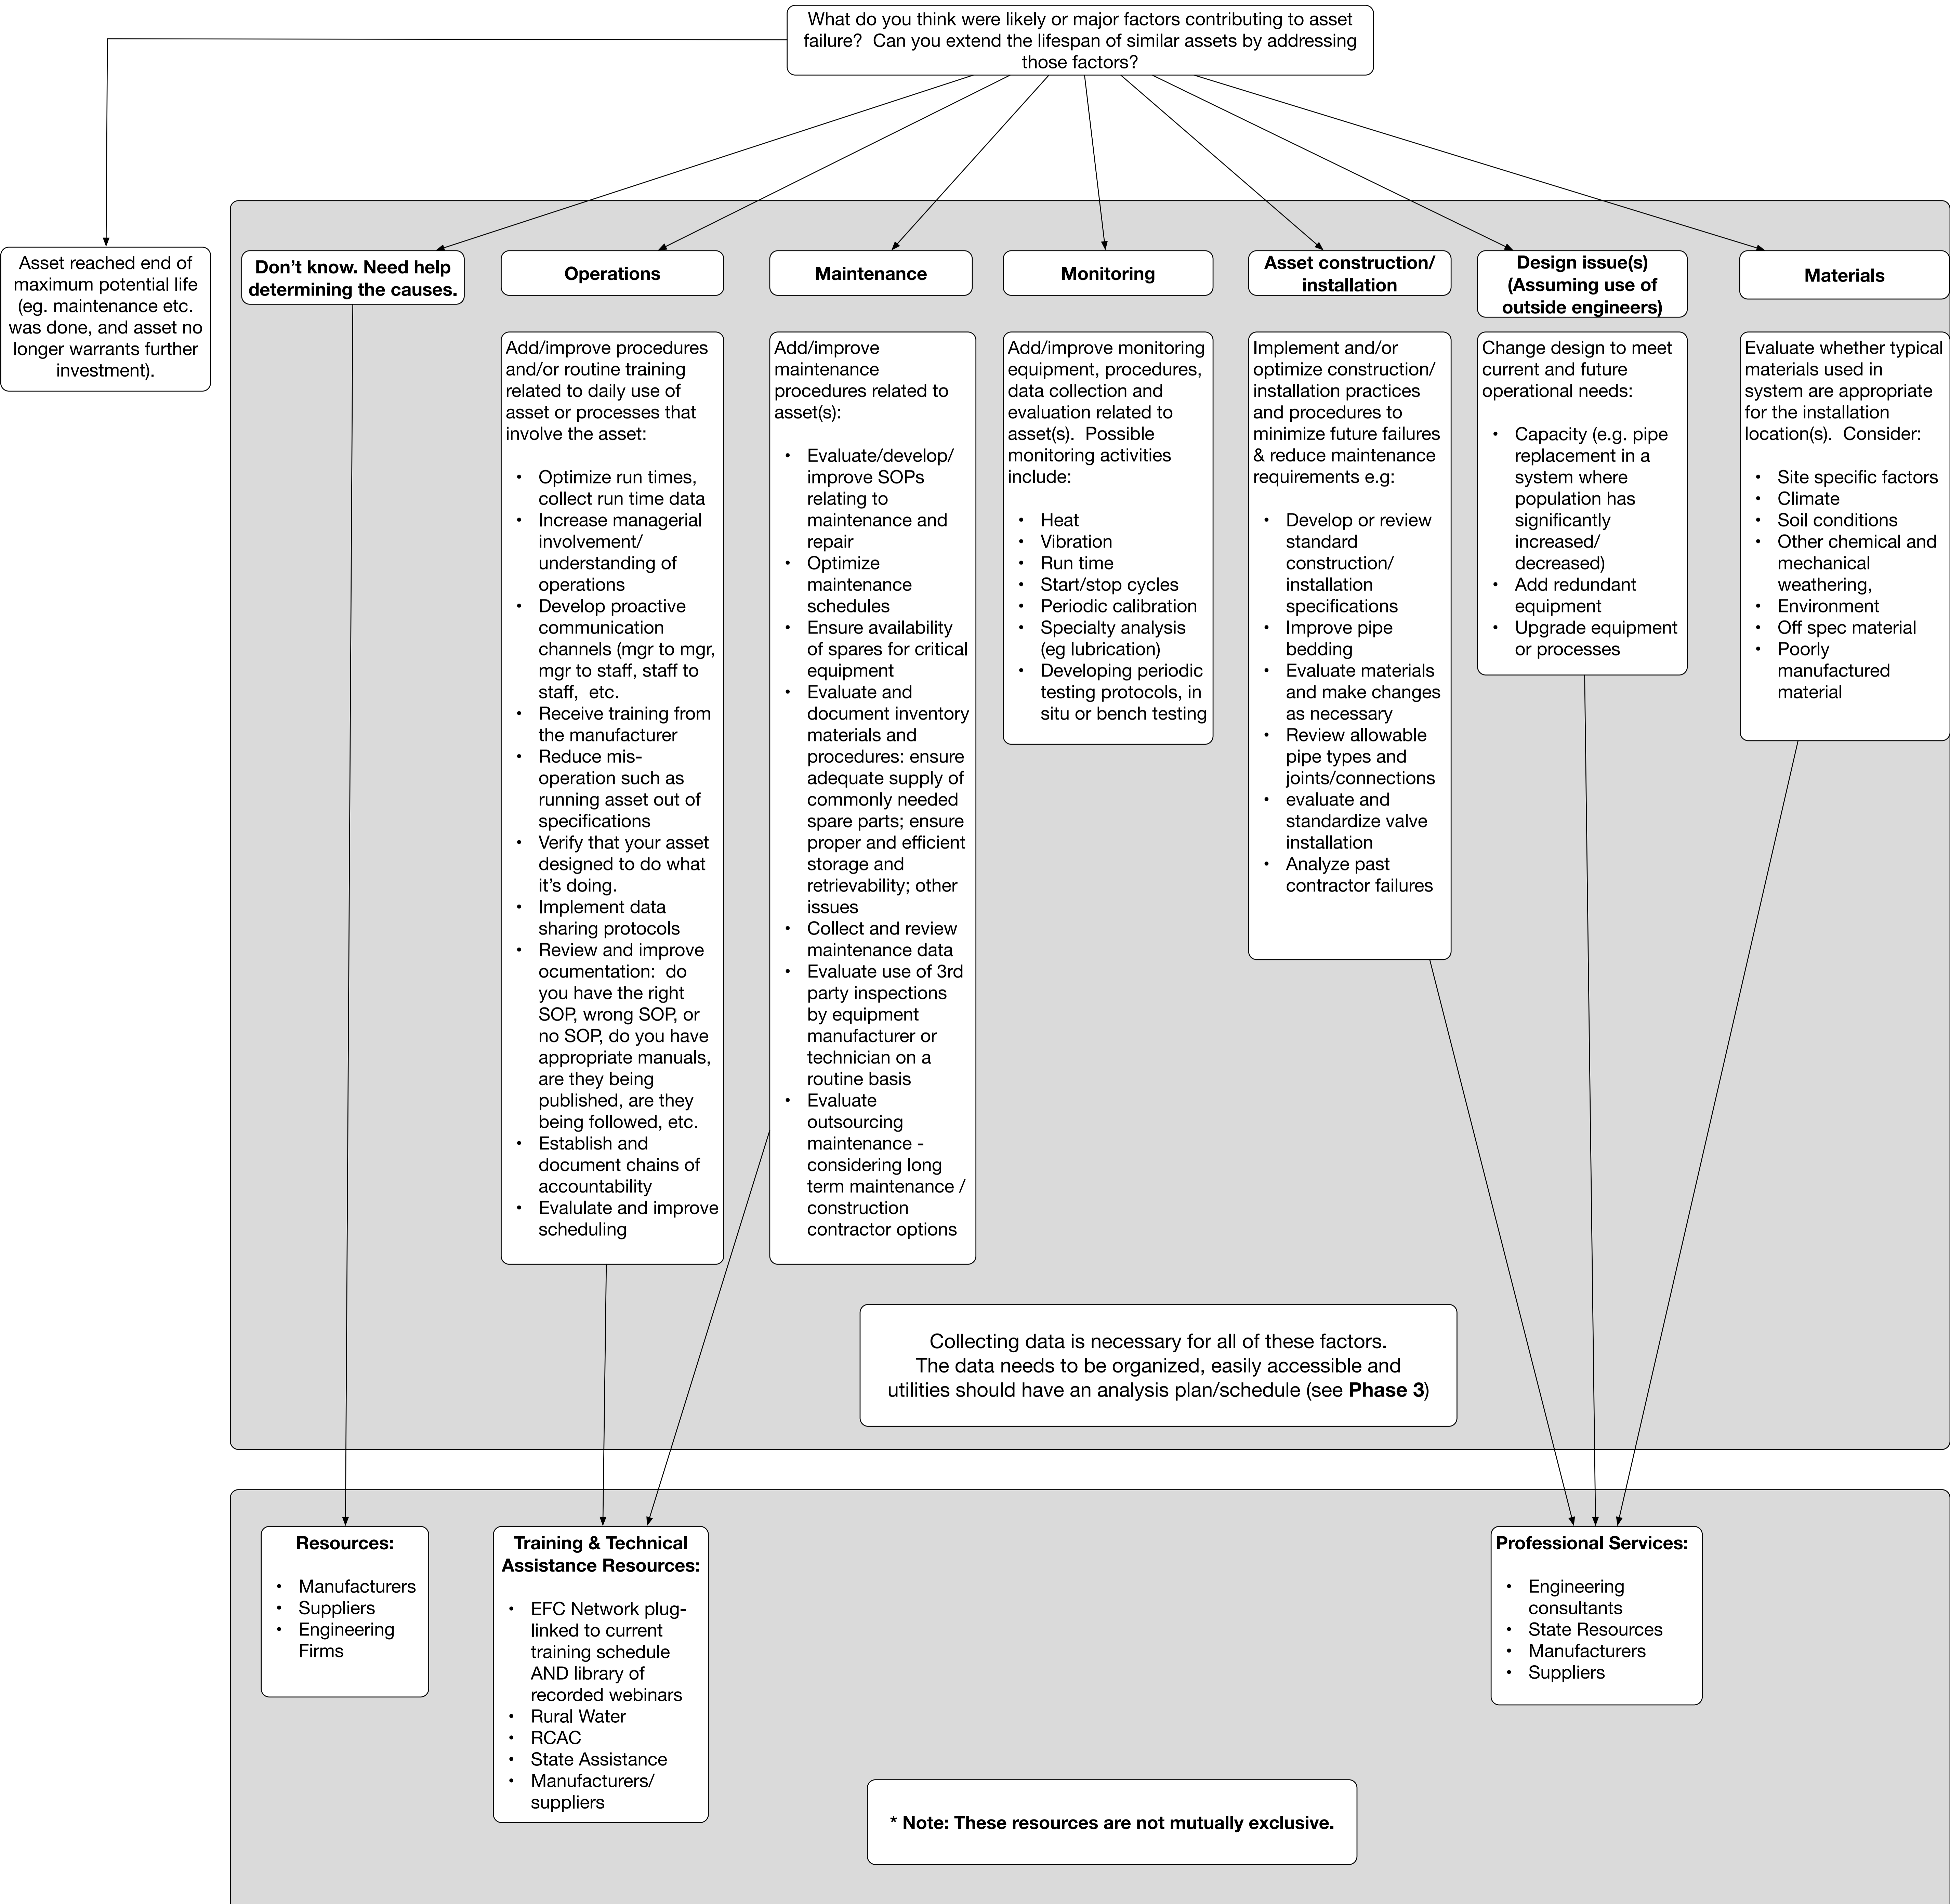 What do you think were likely or major factors contributing to asset
failure?  Can you extend the lifespan of similar assets by addressing
those factors?
Asset reached end of
maximum potential life
(eg. maintenance etc.
was done, and asset no
longer warrants further
investment).
Don't know. Need help
determining the causes.
Operations
Maintenance
Monitoring
Asset construction/
installation
Design issue(s)
(Assuming use of
outside engineers)
Materials
Add/improve procedures
and/or routine training
related to daily use of
asset or processes that
involve the asset:
• Optimize run times,
collect run time data
• Increase managerial
involvement/
understanding of
operations
• Develop proactive
communication
channels (mgr to mgr,
mgr to staff, staff to
staff,  etc.
• Receive training from
the manufacturer
• Reduce mis-
operation such as
running asset out of
specifications
• Verify that your asset
designed to do what
it's doing.
• Implement data
sharing protocols
• Review and improve
ocumentation:  do
you have the right
SOP, wrong SOP, or
no SOP, do you have
appropriate manuals,
are they being
published, are they
being followed, etc.
• Establish and
document chains of
accountability
• Evalulate and improve
scheduling
Add/improve
maintenance
procedures related to
asset(s):
• Evaluate/develop/
improve SOPs
relating to
maintenance and
repair
• Optimize
maintenance
schedules
• Ensure availability
of spares for critical
equipment
• Evaluate and
document inventory
materials and
procedures: ensure
adequate supply of
commonly needed
spare parts; ensure
proper and efficient
storage and
retrievability; other
issues
• Collect and review
maintenance data
• Evaluate use of 3rd
party inspections
by equipment
manufacturer or
technician on a
routine basis
• Evaluate
outsourcing
maintenance -
considering long
term maintenance /
construction
contractor options
Add/improve monitoring
equipment, procedures,
data collection and
evaluation related to
asset(s).  Possible
monitoring activities
include:
• Heat
• Vibration
• Run time
• Start/stop cycles
• Periodic calibration
• Specialty analysis
(eg lubrication)
• Developing periodic
testing protocols, in
situ or bench testing
Implement and/or
optimize construction/
installation practices
and procedures to
minimize future failures
& reduce maintenance
requirements e.g:
• Develop or review
standard
construction/
installation
specifications
• Improve pipe
bedding
• Evaluate materials
and make changes
as necessary
• Review allowable
pipe types and
joints/connections
• evaluate and
standardize valve
installation
• Analyze past
contractor failures
Change design to meet
current and future
operational needs:
• Capacity (e.g. pipe
replacement in a
system where
population has
significantly
increased/
decreased)
• Add redundant
equipment
• Upgrade equipment
or processes
Evaluate whether typical
materials used in
system are appropriate
for the installation
location(s).  Consider:
• Site specific factors
• Climate
• Soil conditions
• Other chemical and
mechanical
weathering,
• Environment
• Off spec material
• Poorly
manufactured
material
Collecting data is necessary for all of these factors.
The data needs to be organized, easily accessible and
utilities should have an analysis plan/schedule (see Phase 3)
Resources:
• Manufacturers
• Suppliers
• Engineering
Firms
Training & Technical
Assistance Resources:
• EFC Network plug-
linked to current
training schedule
AND library of
recorded webinars
• Rural Water
• RCAC
• State Assistance
• Manufacturers/
suppliers
Professional Services:
• Engineering
consultants
• State Resources
• Manufacturers
• Suppliers
* Note: These resources are not mutually exclusive.